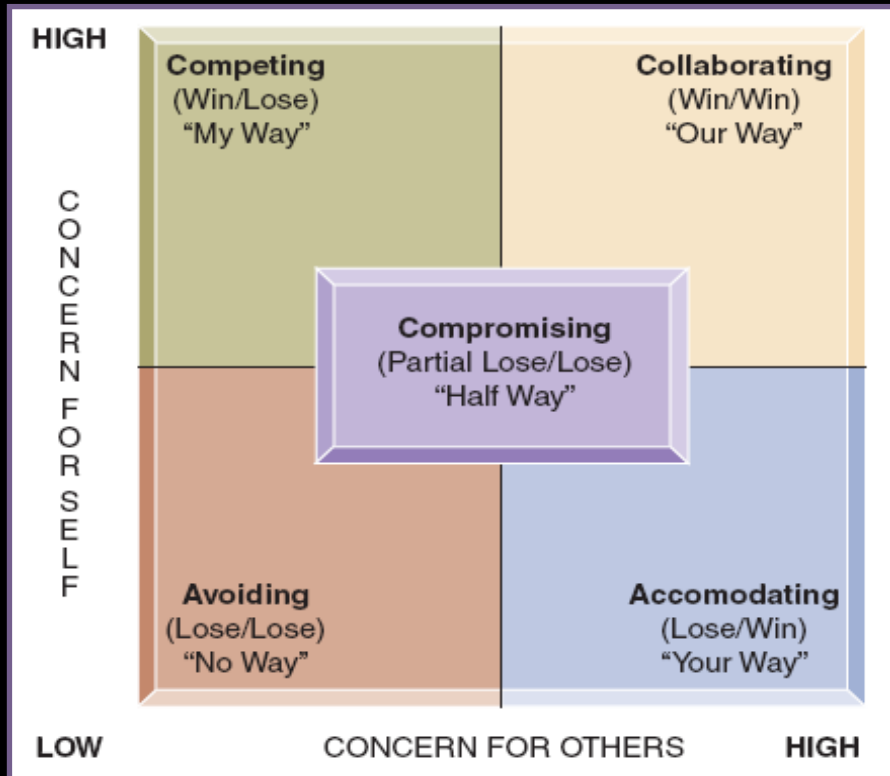 HIGH
Competing
(Win/Lose)
“My Way”
Collaborating
(Win/Win)
“Our Way”
CONCERN FOR SELF
Compromising
(Partial Lose/Lose)
“Half Way”
Avoiding
(Lose/Lose)
“No Way”
Accomodating
(Lose/Win)
“Your Way”
LOW
CONCERN FOR OTHERS
HIGH